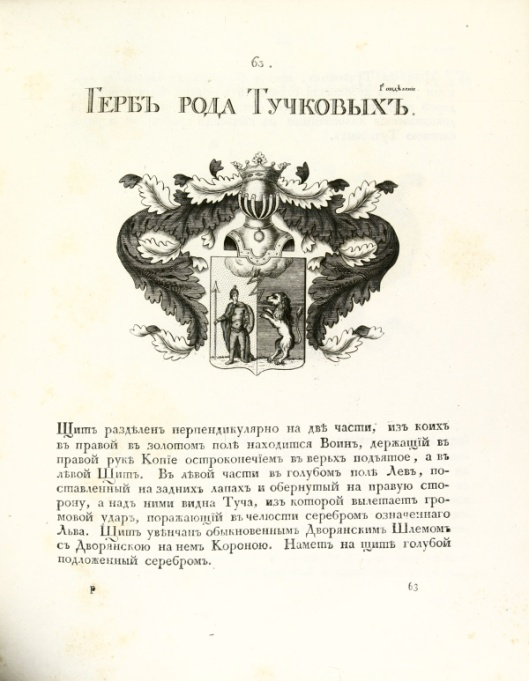 63.
Гербъ рода Тучковыхъ.
Щитъ раздѣленъ перпендикулярно на двѣ части, изъ коихъ
въ правой въ золотомъ полѣ находится Воинъ, держащій въ
правой рукѣ Копіе остроконечіемъ въ верьхъ подъятое, а въ
лѣвой Щитъ. Въ лѣвой части въ голубомъ полѣ Левъ, по-
ставленный на заднихъ лапахъ и обернутый на правую сто-
рону, а надъ ними видна Туча, изъ которой вылетаетъ гро-
мовой ударъ, поражающій въ челюсти серебромъ означеннаго
Льва. Щитъ увѣнчанъ обыкновеннымъ Дворянскимъ Шлемомъ
съ Дворянскою на немъ Короною. Наметъ на щитѣ голубой
подложенный серебромъ.
63